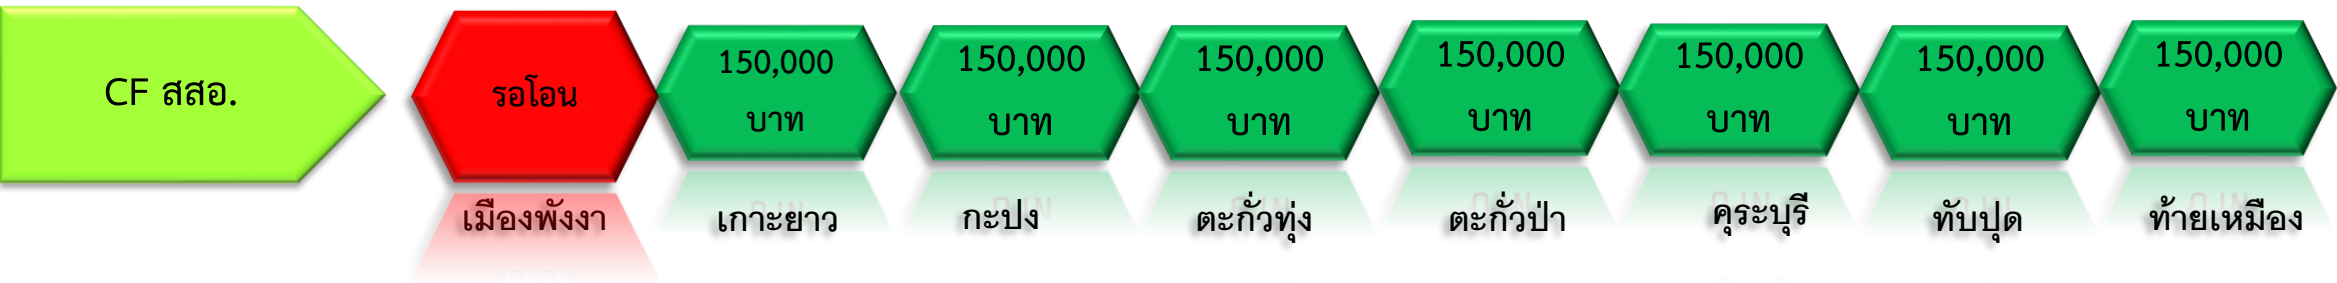 CF สสอ.
รอโอน
เมืองพังงา
150,000
บาท
เกาะยาว
150,000
บาท
กะปง
150,000
บาท
ตะกั่วทุ่ง
150,000
บาท
ตะกั่วป่า
150,000
บาท
คุระบุรี
150,000
บาท
ทับปุด
150,000
บาท
ท้ายเหมือง